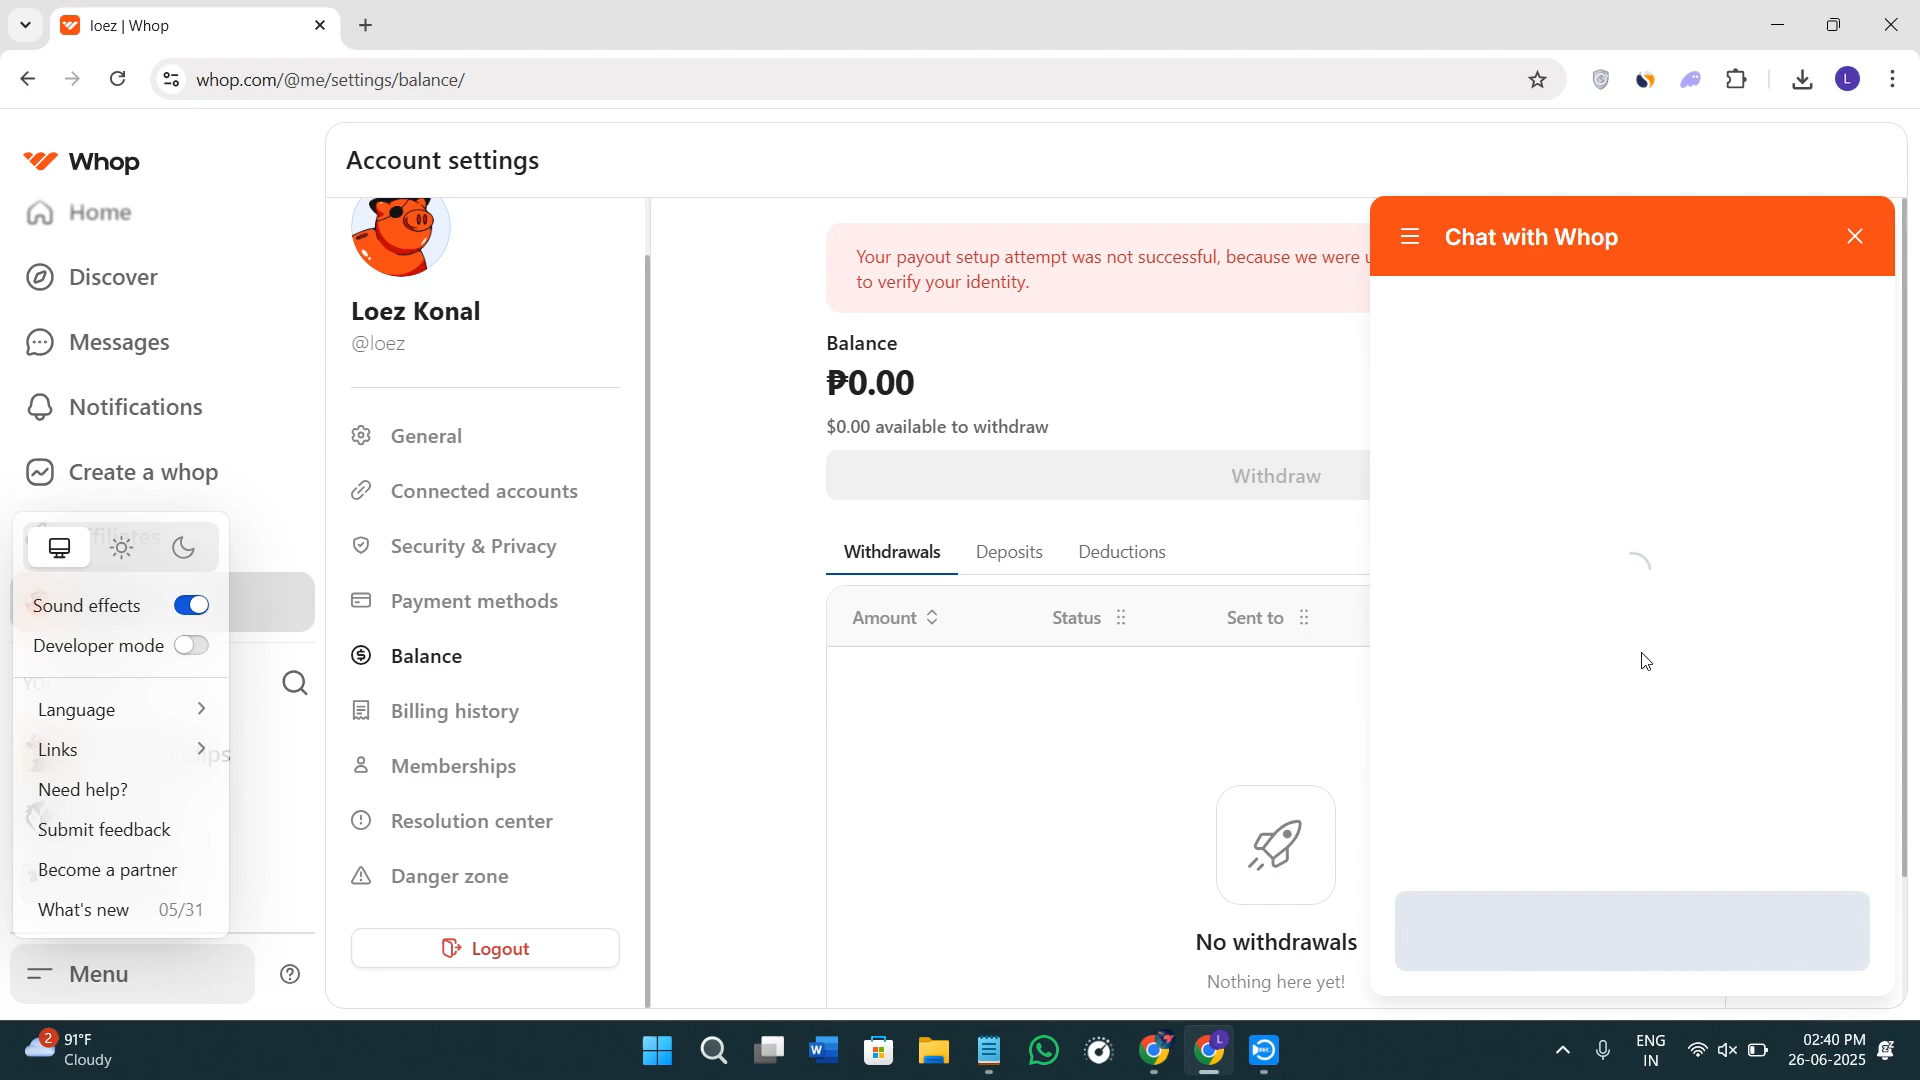 loez | Whop
whop.com/@me/settings/balance/
L
Whop
Home
Discover
Messages
Notifications
Create a whop
Sound effects
Developer mode
Language
Links
Need help?
Submit feedback
Become a partner
What's new 05/31
Menu
Account settings
Loez Konal
@loez
General
Connected accounts
Security & Privacy
Payment methods
Balance
Billing history
Memberships
Resolution center
Danger zone
Logout
Your payout setup attempt was not successful, because we were
to verify your identity.
Balance
₱0.00
$0.00 available to withdraw
Withdraw
Withdrawals Deposits Deductions
Amount Status Sent to
No withdrawals
Nothing here yet!
Chat with Whop
2
91°F
Cloudy
L
ENG
IN
02:40 PM
26-06-2025